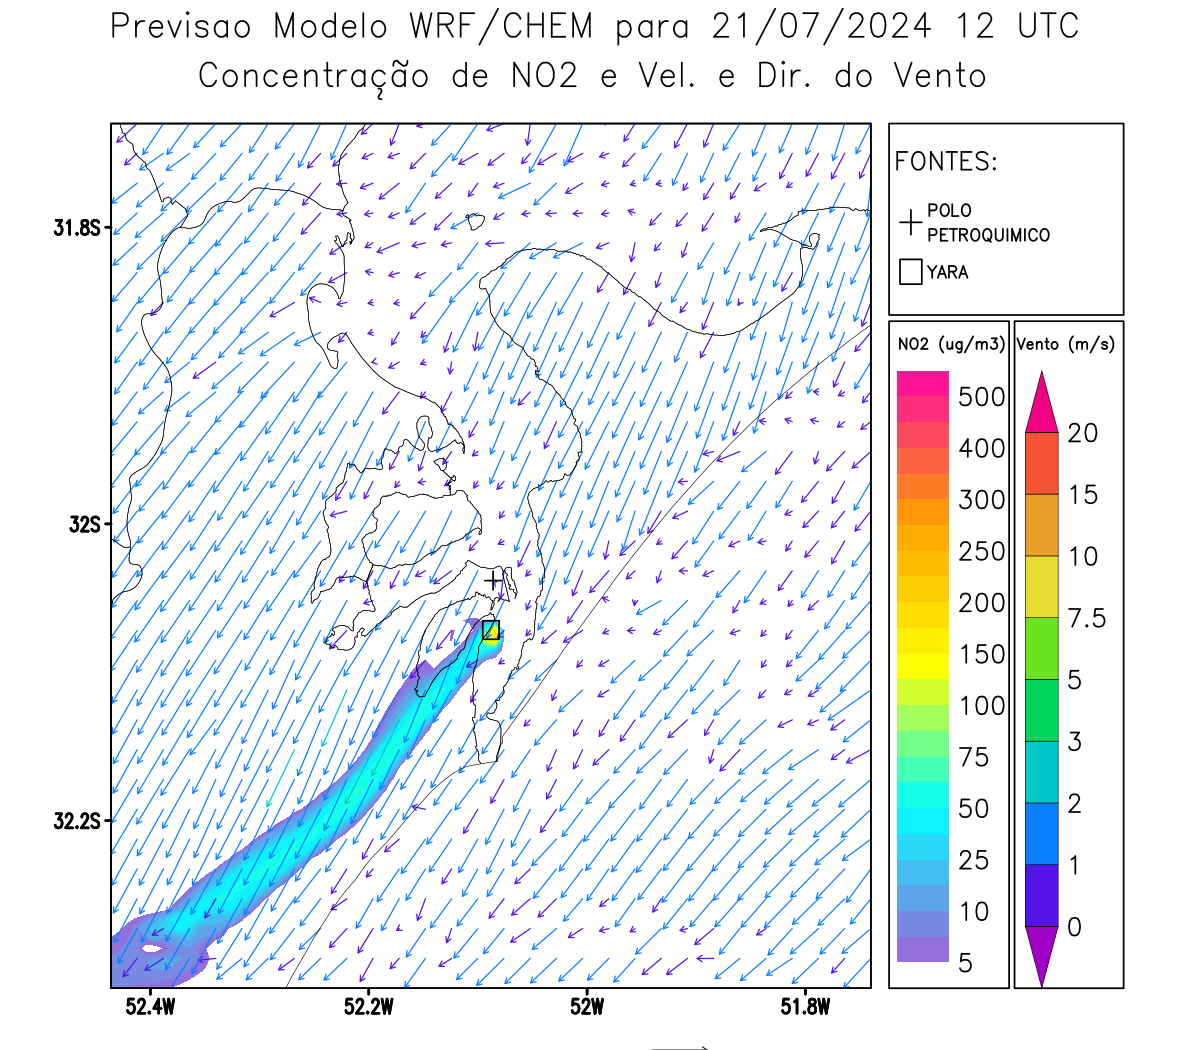 Previsao Modelo WRF/CHEM para 21/07/2024 12 UTC
Concentração de NO2 e Vel. e Dir. do Vento
FONTES:
POLO
PETROQUIMICO
YARA
NO2 (ug/m3)
500
400
300
250
200
150
100
75
50
25
10
5
Vento (m/s)
20
15
10
7.5
5
3
2
1
0
31.8S
32S
32.2S
52.4W
52.2W
52W
51.8W